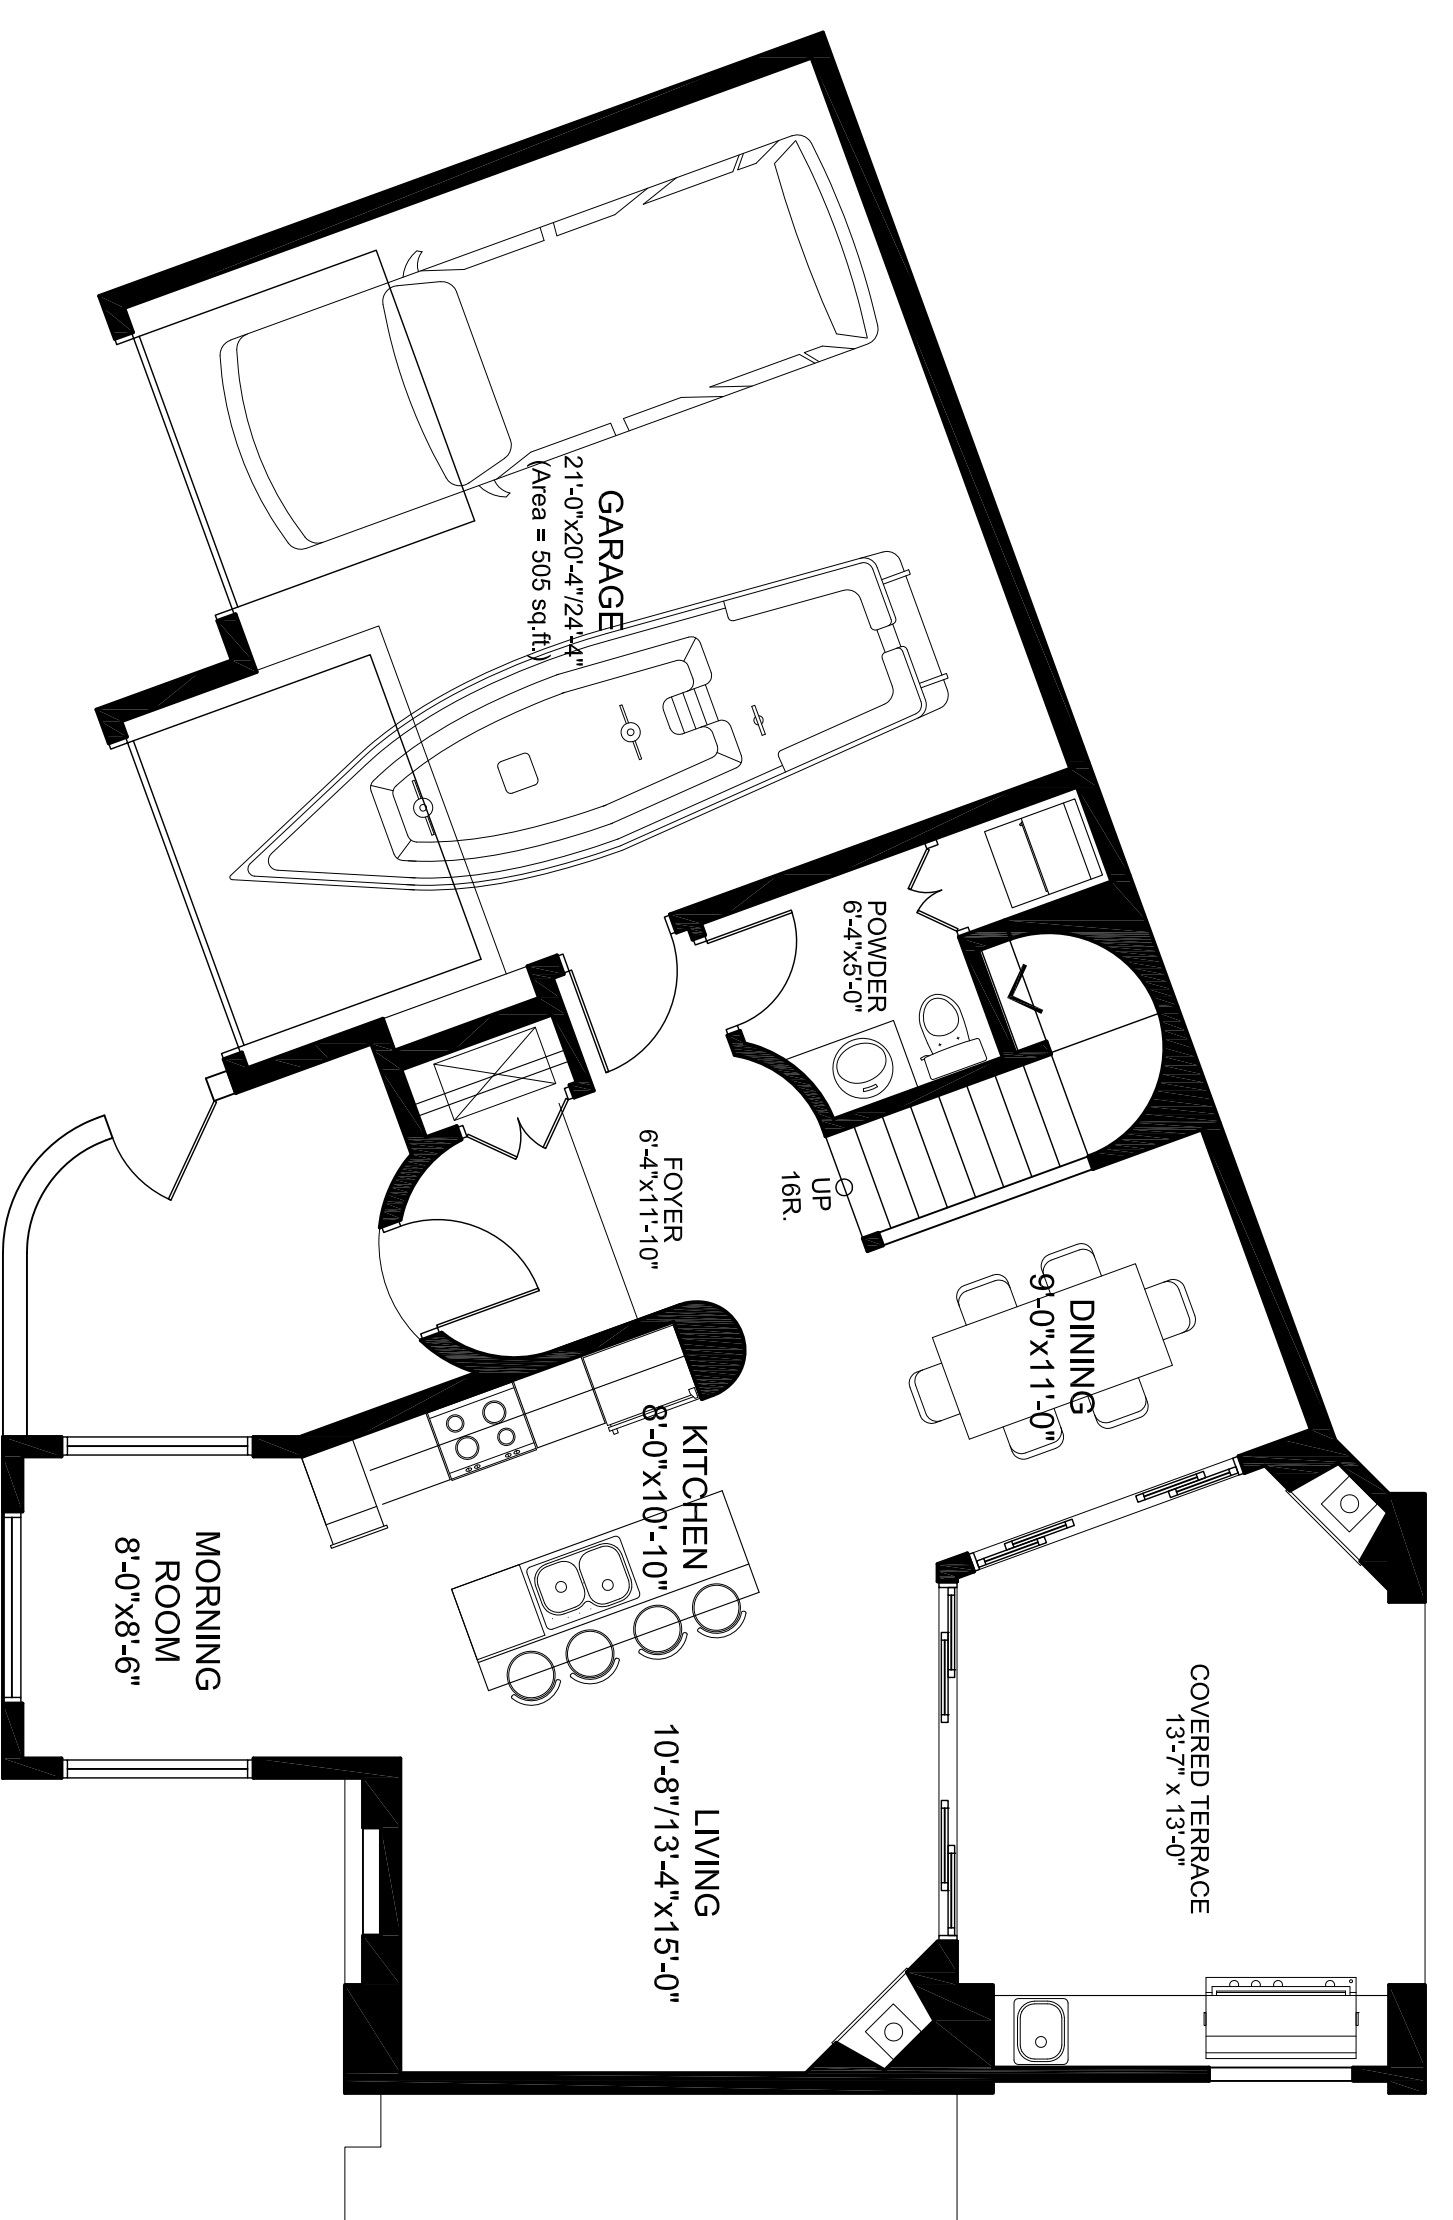 GARAGE
21'-0"x20'-4"/24'-4"
(Area = 505 sq.ft.)
POWDER
6'-4"x5'-0"
FOYER
6'-4"x11'-10"
UP
16R.
DINING
9'-0"x11'-0"
KITCHEN
8'-0"x10'-10"
MORNING
ROOM
8'-0"x8'-6"
LIVING
10'-8"/13'-4"x15'-0"
COVERED TERRACE
13'-7" x 13'-0"